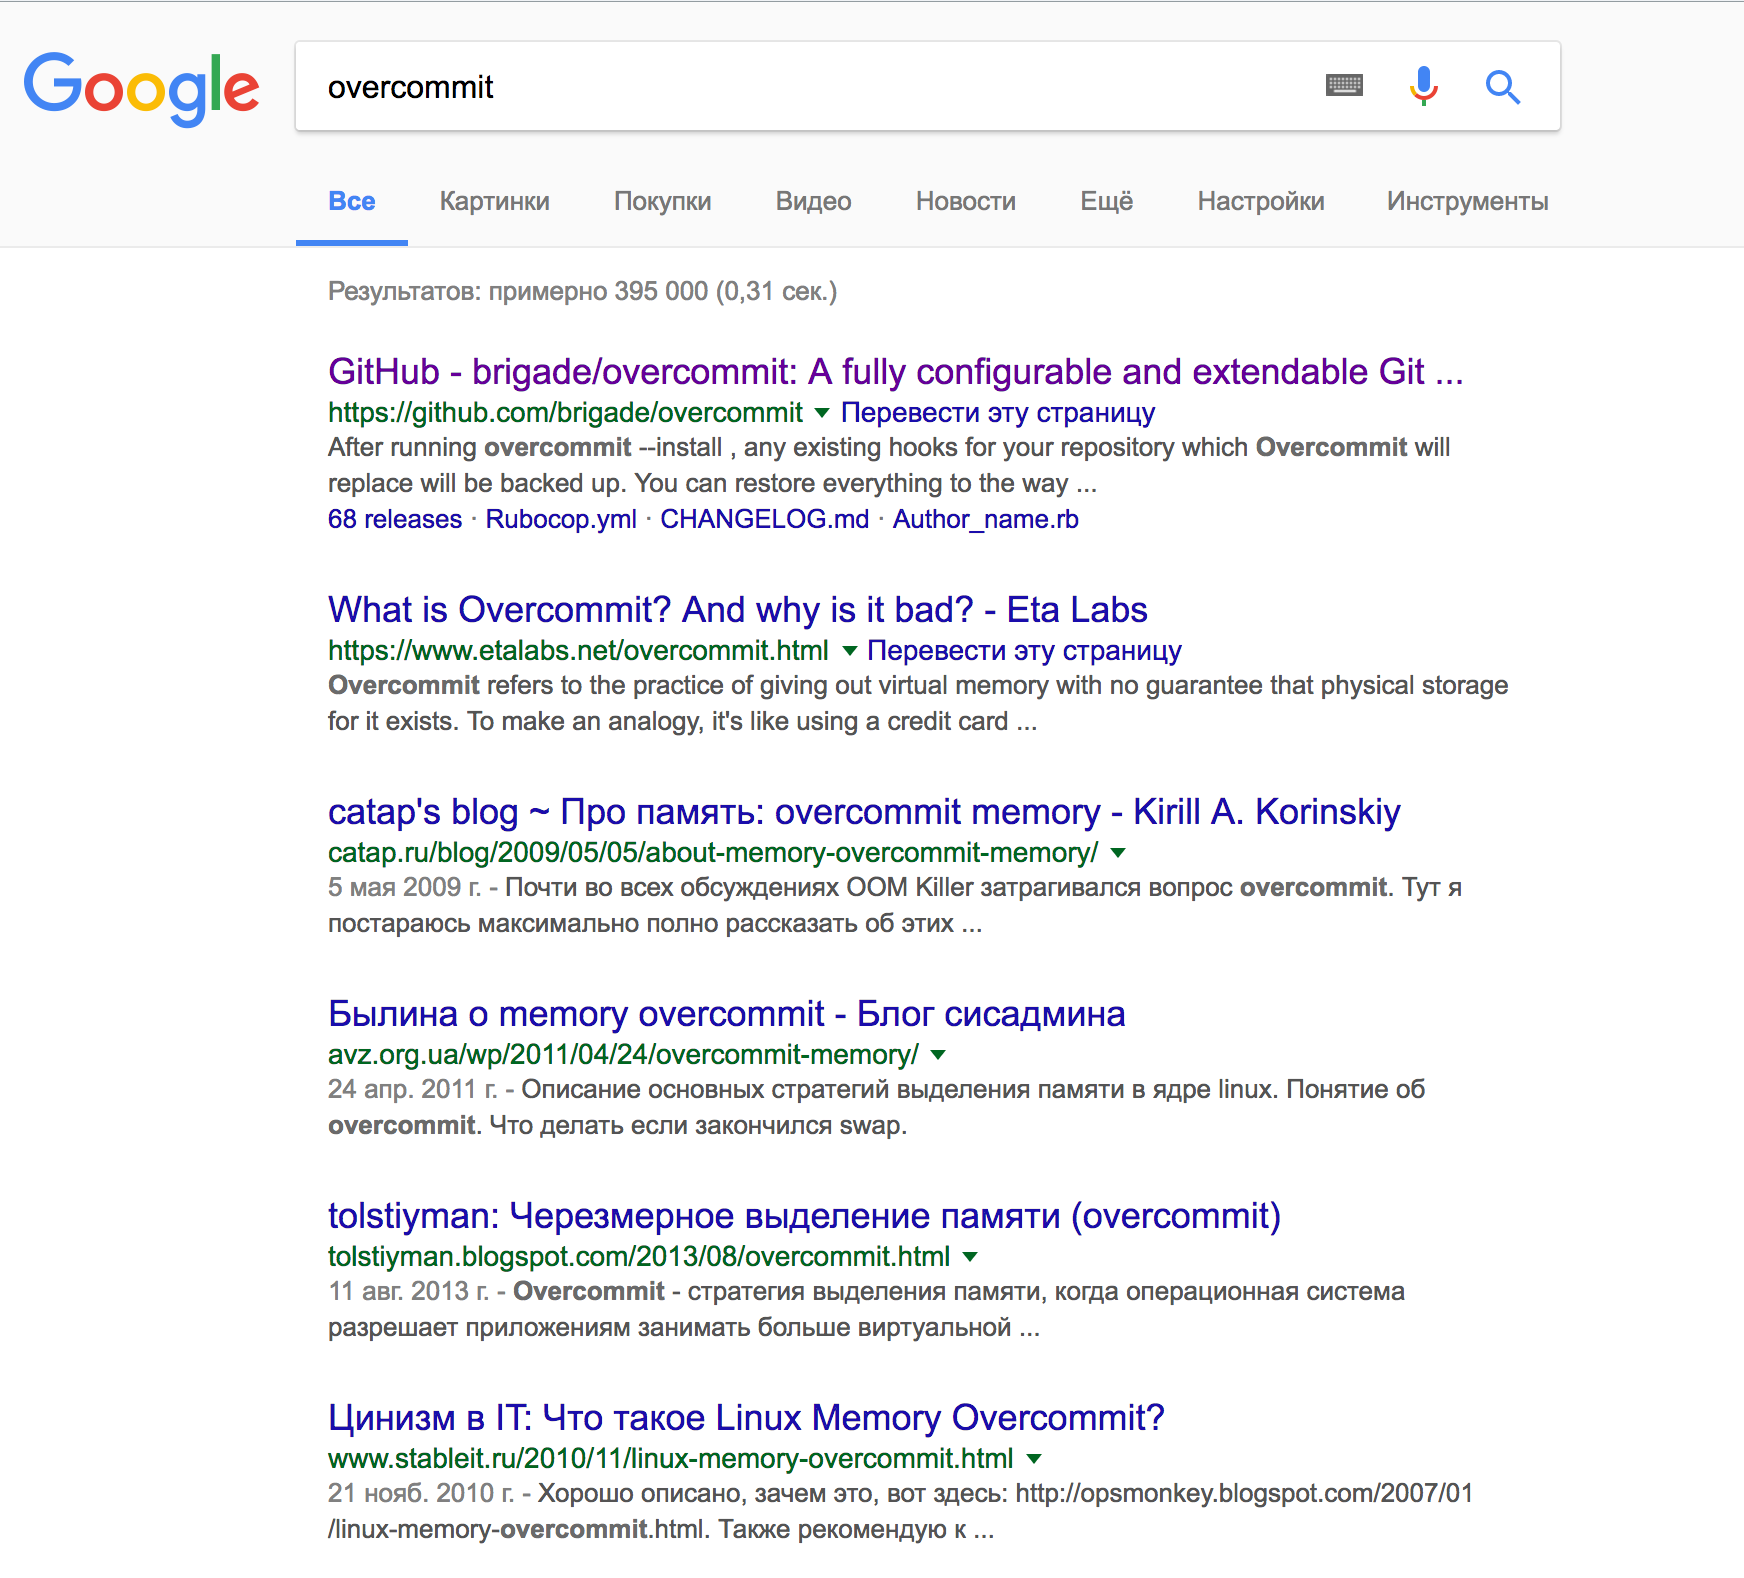 Google
overcommit
Все Картинки Покупки Видео Новости Ещё Настройки Инструменты
Результатов: примерно 395 000 (0,31 сек.)
GitHub - brigade/overcommit: A fully configurable and extendable Git ...
https://github.com/brigade/overcommit Перевести эту страницу
After running overcommit --install , any existing hooks for your repository which Overcommit will
replace will be backed up. You can restore everything to the way ...
68 releases · Rubocop.yml · CHANGELOG.md · Author_name.rb
What is Overcommit? And why is it bad? - Eta Labs
https://www.etalabs.net/overcommit.html Перевести эту страницу
Overcommit refers to the practice of giving out virtual memory with no guarantee that physical storage
for it exists. To make an analogy, it's like using a credit card ...
catap's blog ~ Про память: overcommit memory - Kirill A. Korinskiy
catap.ru/blog/2009/05/05/about-memory-overcommit-memory/
5 мая 2009 г. - Почти во всех обсуждениях OOM Killer затрагивался вопрос overcommit. Тут я
постараюсь максимально полно рассказать об этих ...
Былина о memory overcommit - Блог сисадмина
avz.org.ua/wp/2011/04/24/overcommit-memory/
24 апр. 2011 г. - Описание основных стратегий выделения памяти в ядре linux. Понятие об
overcommit. Что делать если закончился swap.
tolstiyman: Черезмерное выделение памяти (overcommit)
tolstiyman.blogspot.com/2013/08/overcommit.html
11 авг. 2013 г. - Overcommit - стратегия выделения памяти, когда операционная система
разрешает приложениям занимать больше виртуальной ...
Цинизм в IT: Что такое Linux Memory Overcommit?
www.stableit.ru/2010/11/linux-memory-overcommit.html
21 нояб. 2010 г. - Хорошо описано, зачем это, вот здесь: http://opsmonkey.blogspot.com/2007/01
/linux-memory-overcommit.html. Также рекомендую к ...